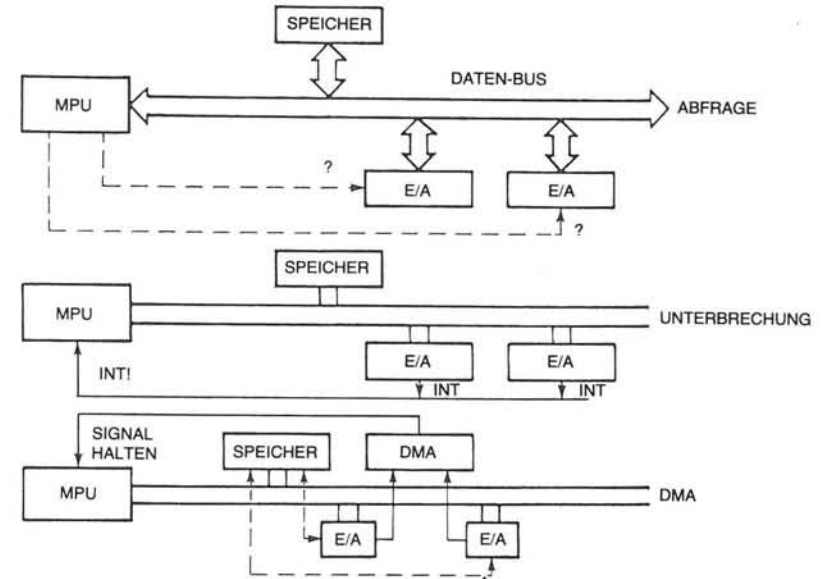 SPEICHER
DATEN-BUS
MPU
ABFRAGE
?
E/A
E/A
?
SPEICHER
MPU
UNTERBRECHUNG
E/A
E/A
INT!
INT
INT
SIGNAL
HALTEN
SPEICHER
DMA
MPU
DMA
E/A
E/A